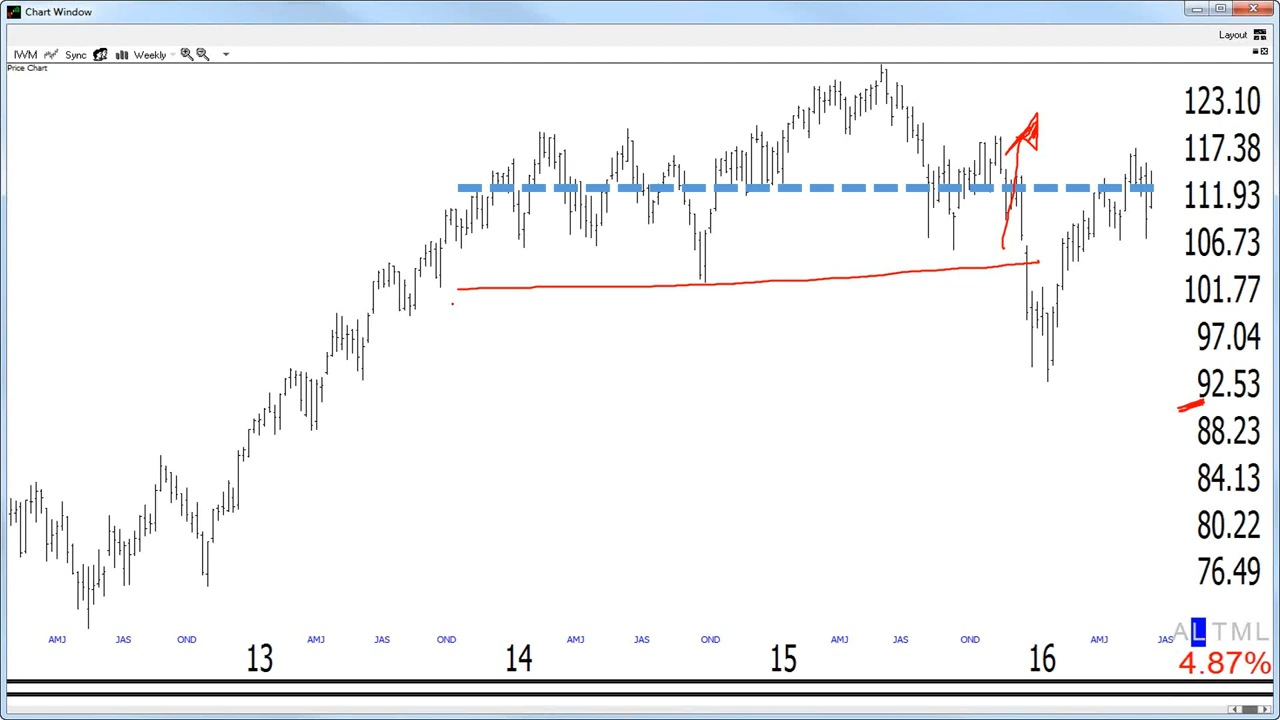 Chart Window
Layout
IWM Sync Weekly
Price Chart
123.10
117.38
111.93
106.73
101.77
97.04
92.53
88.23
84.13
80.22
76.49
AMJ JAS OND AMJ JAS OND AMJ JAS OND AMJ JAS OND AMJ JAS
A L T M L
13 14 15 16
4.87%